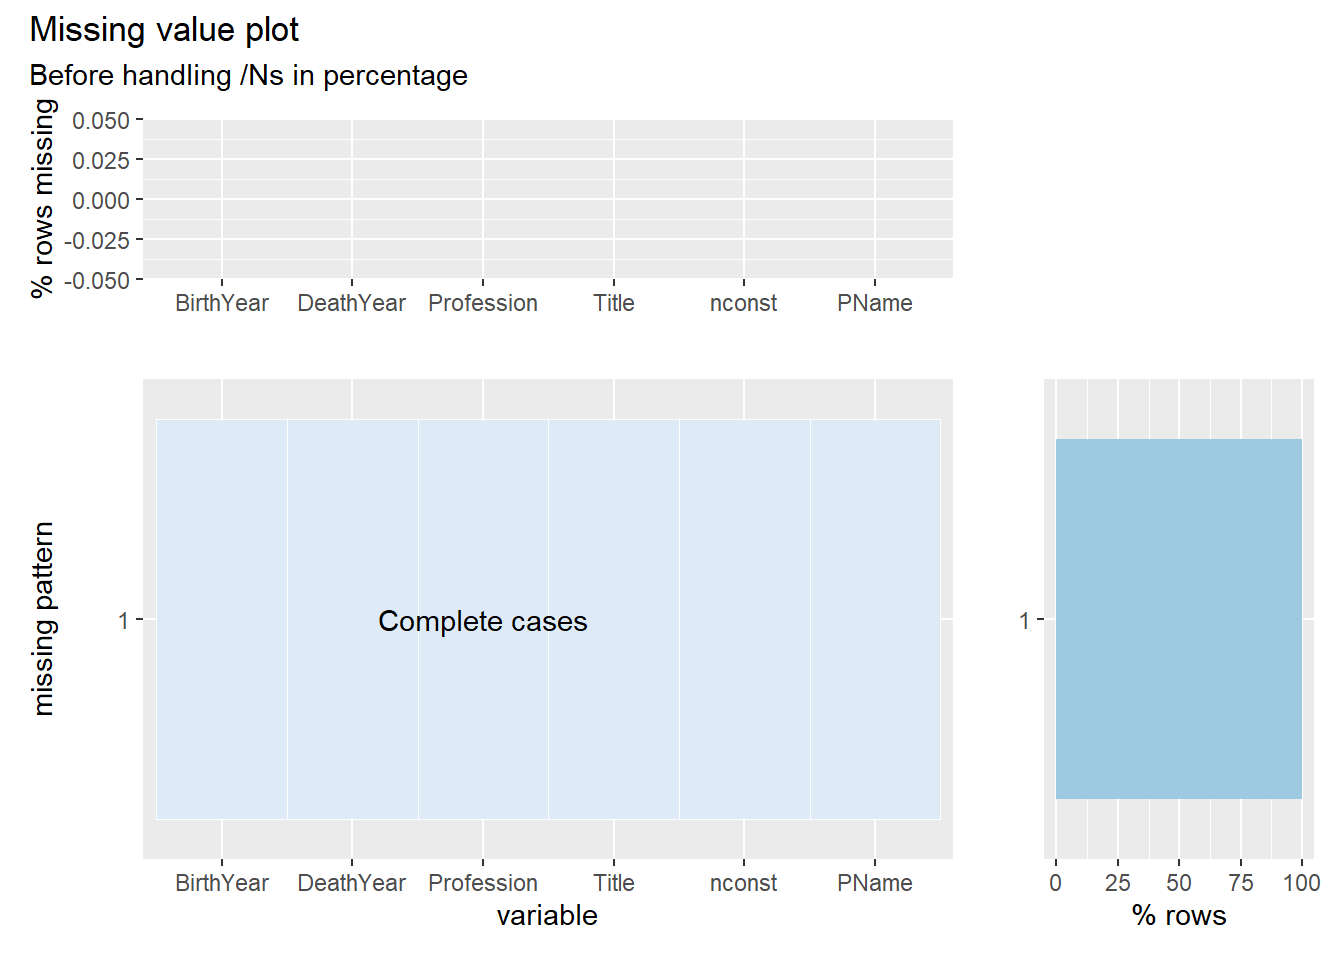 Missing value plot
Before handling /Ns in percentage
% rows missing
0.050
0.025
0.000
-0.025
-0.050
BirthYear DeathYear Profession Title nconst PName
missing pattern
1
Complete cases
BirthYear DeathYear Profession Title nconst PName
variable
1
0 25 50 75 100
% rows